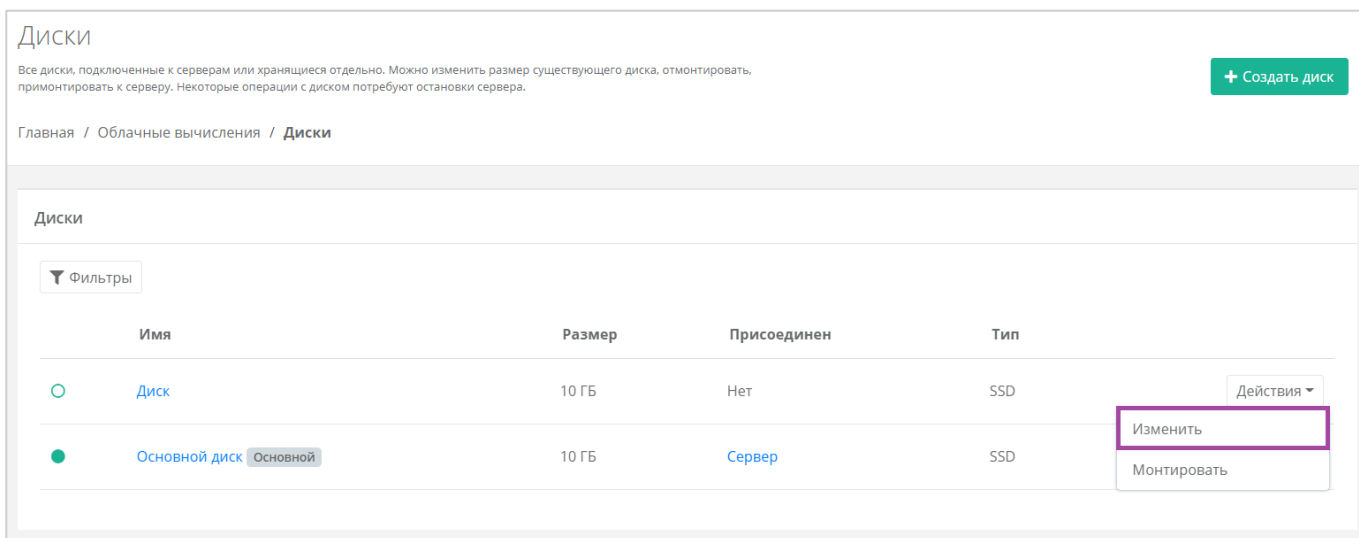 Диски
Все диски, подключенные к серверам или хранящиеся отдельно. Можно изменить размер существующего диска, отмонтировать,
примонтировать к серверу. Некоторые операции с диском потребуют остановки сервера.
+ Создать диск
Главная / Облачные вычисления / Диски
Диски
Фильтры
Имя Размер Присоединен Тип
Диск 10 ГБ Нет SSD Действия
Изменить
Основной диск Основной 10 ГБ Сервер SSD
Монтировать